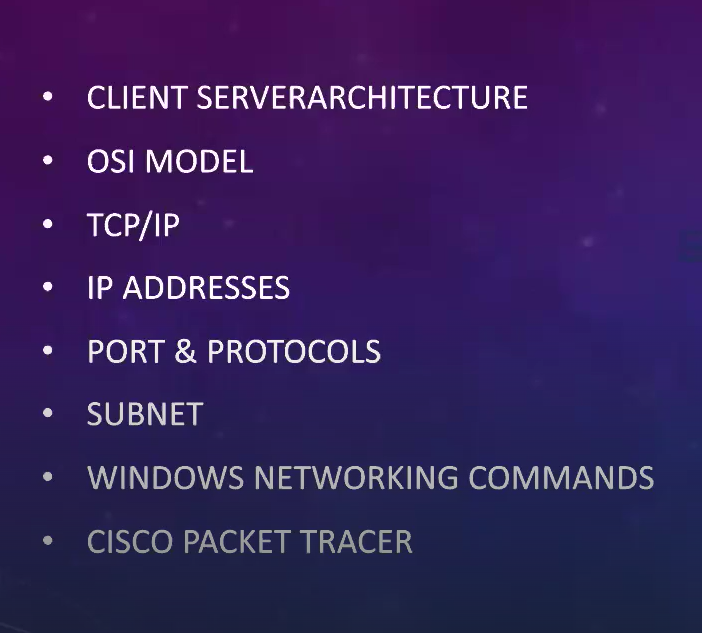 • CLIENT SERVERARCHITECTURE
• OSI MODEL
• TCP/IP
• IP ADDRESSES
• PORT & PROTOCOLS
• SUBNET
• WINDOWS NETWORKING COMMANDS
• CISCO PACKET TRACER